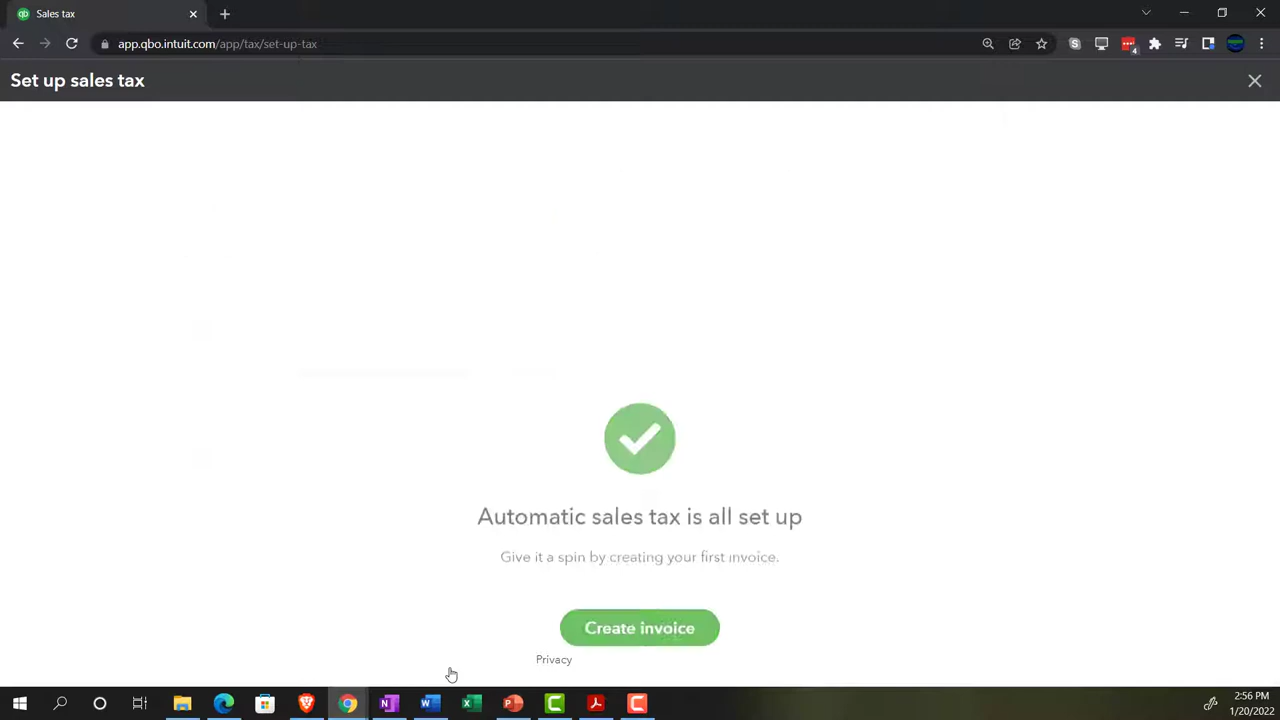 Sales tax
app.qbo.intuit.com/app/tax/set-up-tax
4
Set up sales tax
Automatic sales tax is all set up
Give it a spin by creating your first invoice.
Create invoice
Privacy
2:56 PM
1/20/2022